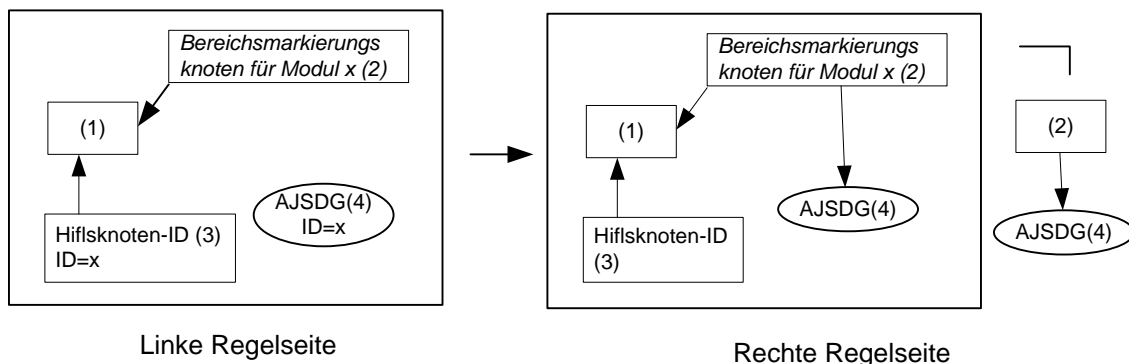 Bereichsmarkierungs
knoten für Modul x (2)
(1)
AJSDG(4)
ID=x
Hiflsknoten-ID (3)
ID=x
Linke Regelseite
Bereichsmarkierungs
knoten für Modul x (2)
(1)
AJSDG(4)
Hiflsknoten-ID
(3)
Rechte Regelseite
(2)
AJSDG(4)